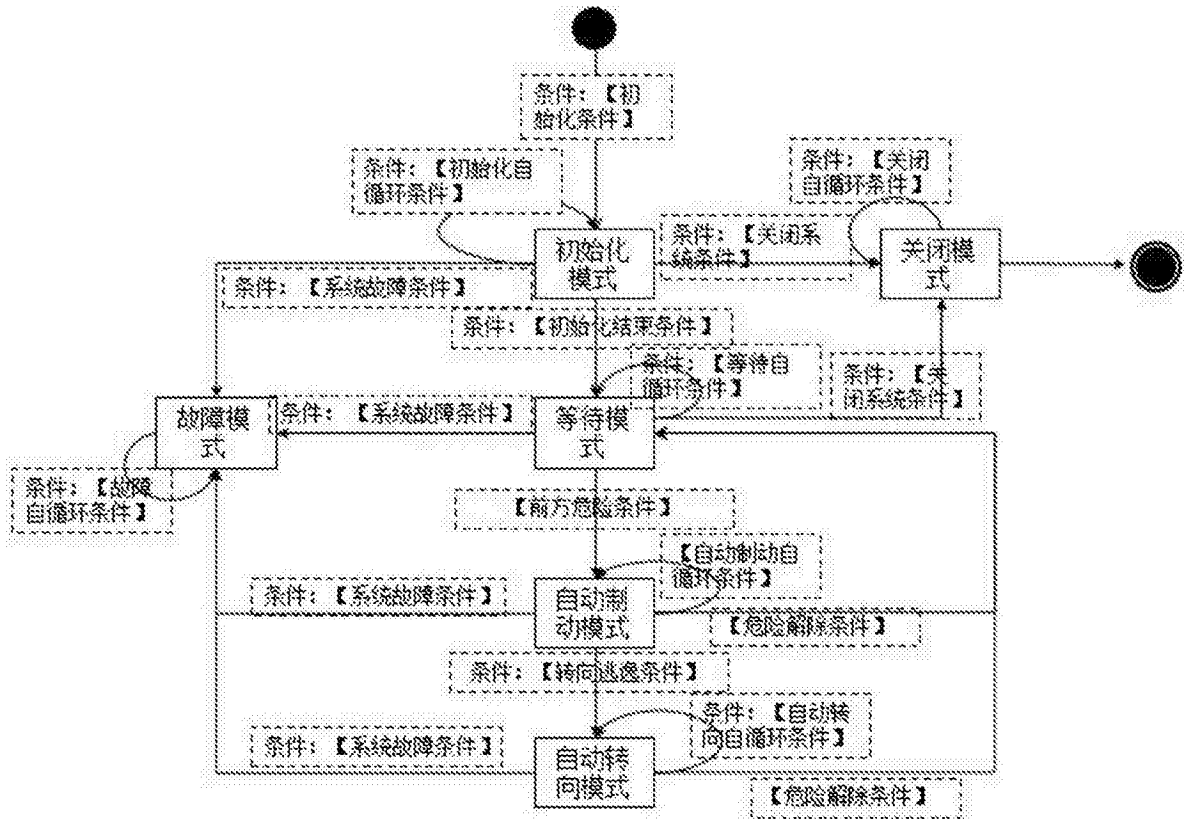 条件：【初
始化条件】
条件：【初始化自
循环条件】
条件：【关闭
自循环条件】
初始化
模式
条件：【关闭系
统条件】
关闭模
式
条件：【系统故障条件】
条件：【初始化结束条件】
条件：【等待自
循环条件】
条件：【关
闭系统条件】
故障模
式
条件：【系统故障条件】
等待模
式
条件：【故障
自循环条件】
【前方危险条件】
【自动制动自
循环条件】
条件：【系统故障条件】
自动制
动模式
【危险解除条件】
条件：【转向逃逸条件】
条件：【自动转
向自循环条件】
条件：【系统故障条件】
自动转
向模式
【危险解除条件】